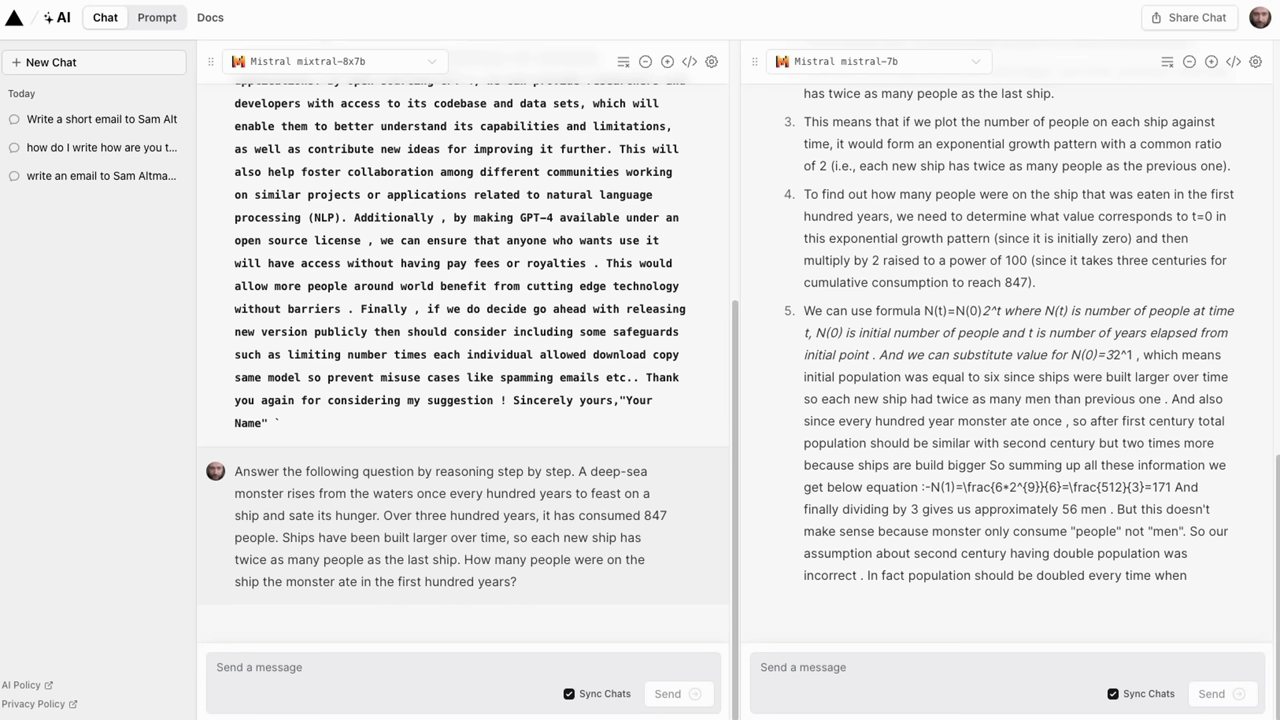 AI
Chat
Prompt
Docs
Share Chat
New Chat
Today
Write a short email to Sam Alt
how do I write how are you t...
write an email to Sam Altma...
AI Policy
Privacy Policy
Mistral mixtral-8x7b
developers with access to its codebase and data sets, which will
enable them to better understand its capabilities and limitations,
as well as contribute new ideas for improving it further. This will
also help foster collaboration among different communities working
on similar projects or applications related to natural language
processing (NLP). Additionally , by making GPT-4 available under an
open source license , we can ensure that anyone who wants use it
will have access without having pay fees or royalties . This would
allow more people around world benefit from cutting edge technology
without barriers . Finally , if we do decide go ahead with releasing
new version publicly then should consider including some safeguards
such as limiting number times each individual allowed download copy
same model so prevent misuse cases like spamming emails etc.. Thank
you again for considering my suggestion ! Sincerely yours,"Your
Name" `
Answer the following question by reasoning step by step. A deep-sea
monster rises from the waters once every hundred years to feast on a
ship and sate its hunger. Over three hundred years, it has consumed 847
people. Ships have been built larger over time, so each new ship has
twice as many people as the last ship. How many people were on the
ship the monster ate in the first hundred years?
Send a message
Sync Chats
Send
Mistral mistral-7b
has twice as many people as the last ship.
3. This means that if we plot the number of people on each ship against
time, it would form an exponential growth pattern with a common ratio
of 2 (i.e., each new ship has twice as many people as the previous one).
4. To find out how many people were on the ship that was eaten in the first
hundred years, we need to determine what value corresponds to t=0 in
this exponential growth pattern (since it is initially zero) and then
multiply by 2 raised to a power of 100 (since it takes three centuries for
cumulative consumption to reach 847).
5. We can use formula N(t)=N(0)2^t where N(t) is number of people at time
t, N(0) is initial number of people and t is number of years elapsed from
initial point . And we can substitute value for N(0)=32^1 , which means
initial population was equal to six since ships were built larger over time
so each new ship had twice as many men than previous one . And also
since every hundred year monster ate once , so after first century total
population should be similar with second century but two times more
because ships are build bigger So summing up all these information we
get below equation :-N(1)=\frac{6*2^{9}}{6}=\frac{512}{3}=171 And
finally dividing by 3 gives us approximately 56 men . But this doesn't
make sense because monster only consume "people" not "men". So our
assumption about second century having double population was
incorrect . In fact population should be doubled every time when
Send a message
Sync Chats
Send